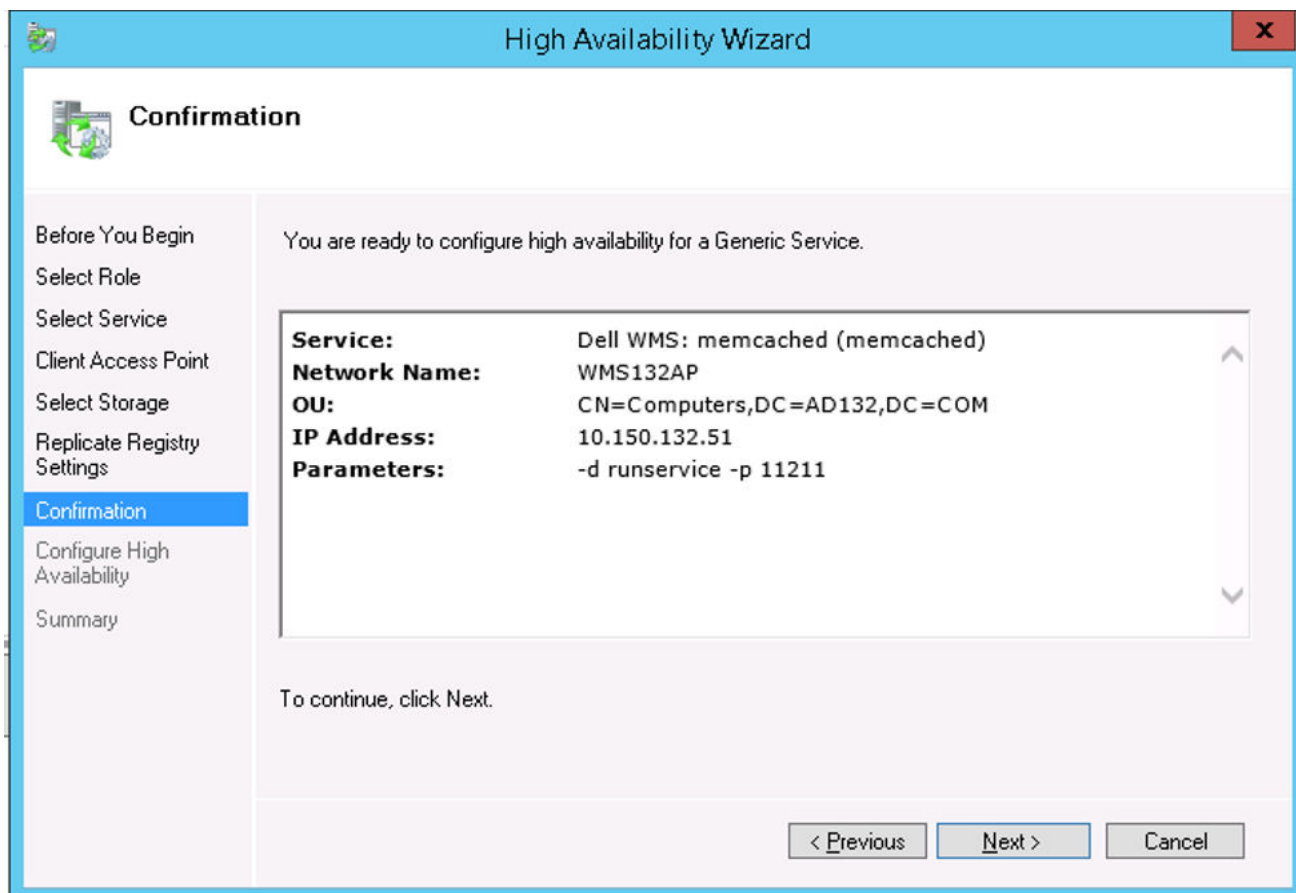 High Availability Wizard
x
Confirmation
Before You Begin
Select Role
Select Service
Client Access Point
Select Storage
Replicate Registry
Settings
Confirmation
Configure High
Availability
Summary
You are ready to configure high availability for a Generic Service.
Service: Dell WMS: memcached (memcached)
Network Name: WMS132AP
OU: CN=Computers,DC=AD132,DC=COM
IP Address: 10.150.132.51
Parameters: -d runservice -p 11211
To continue, click Next.
< Previous Next > Cancel